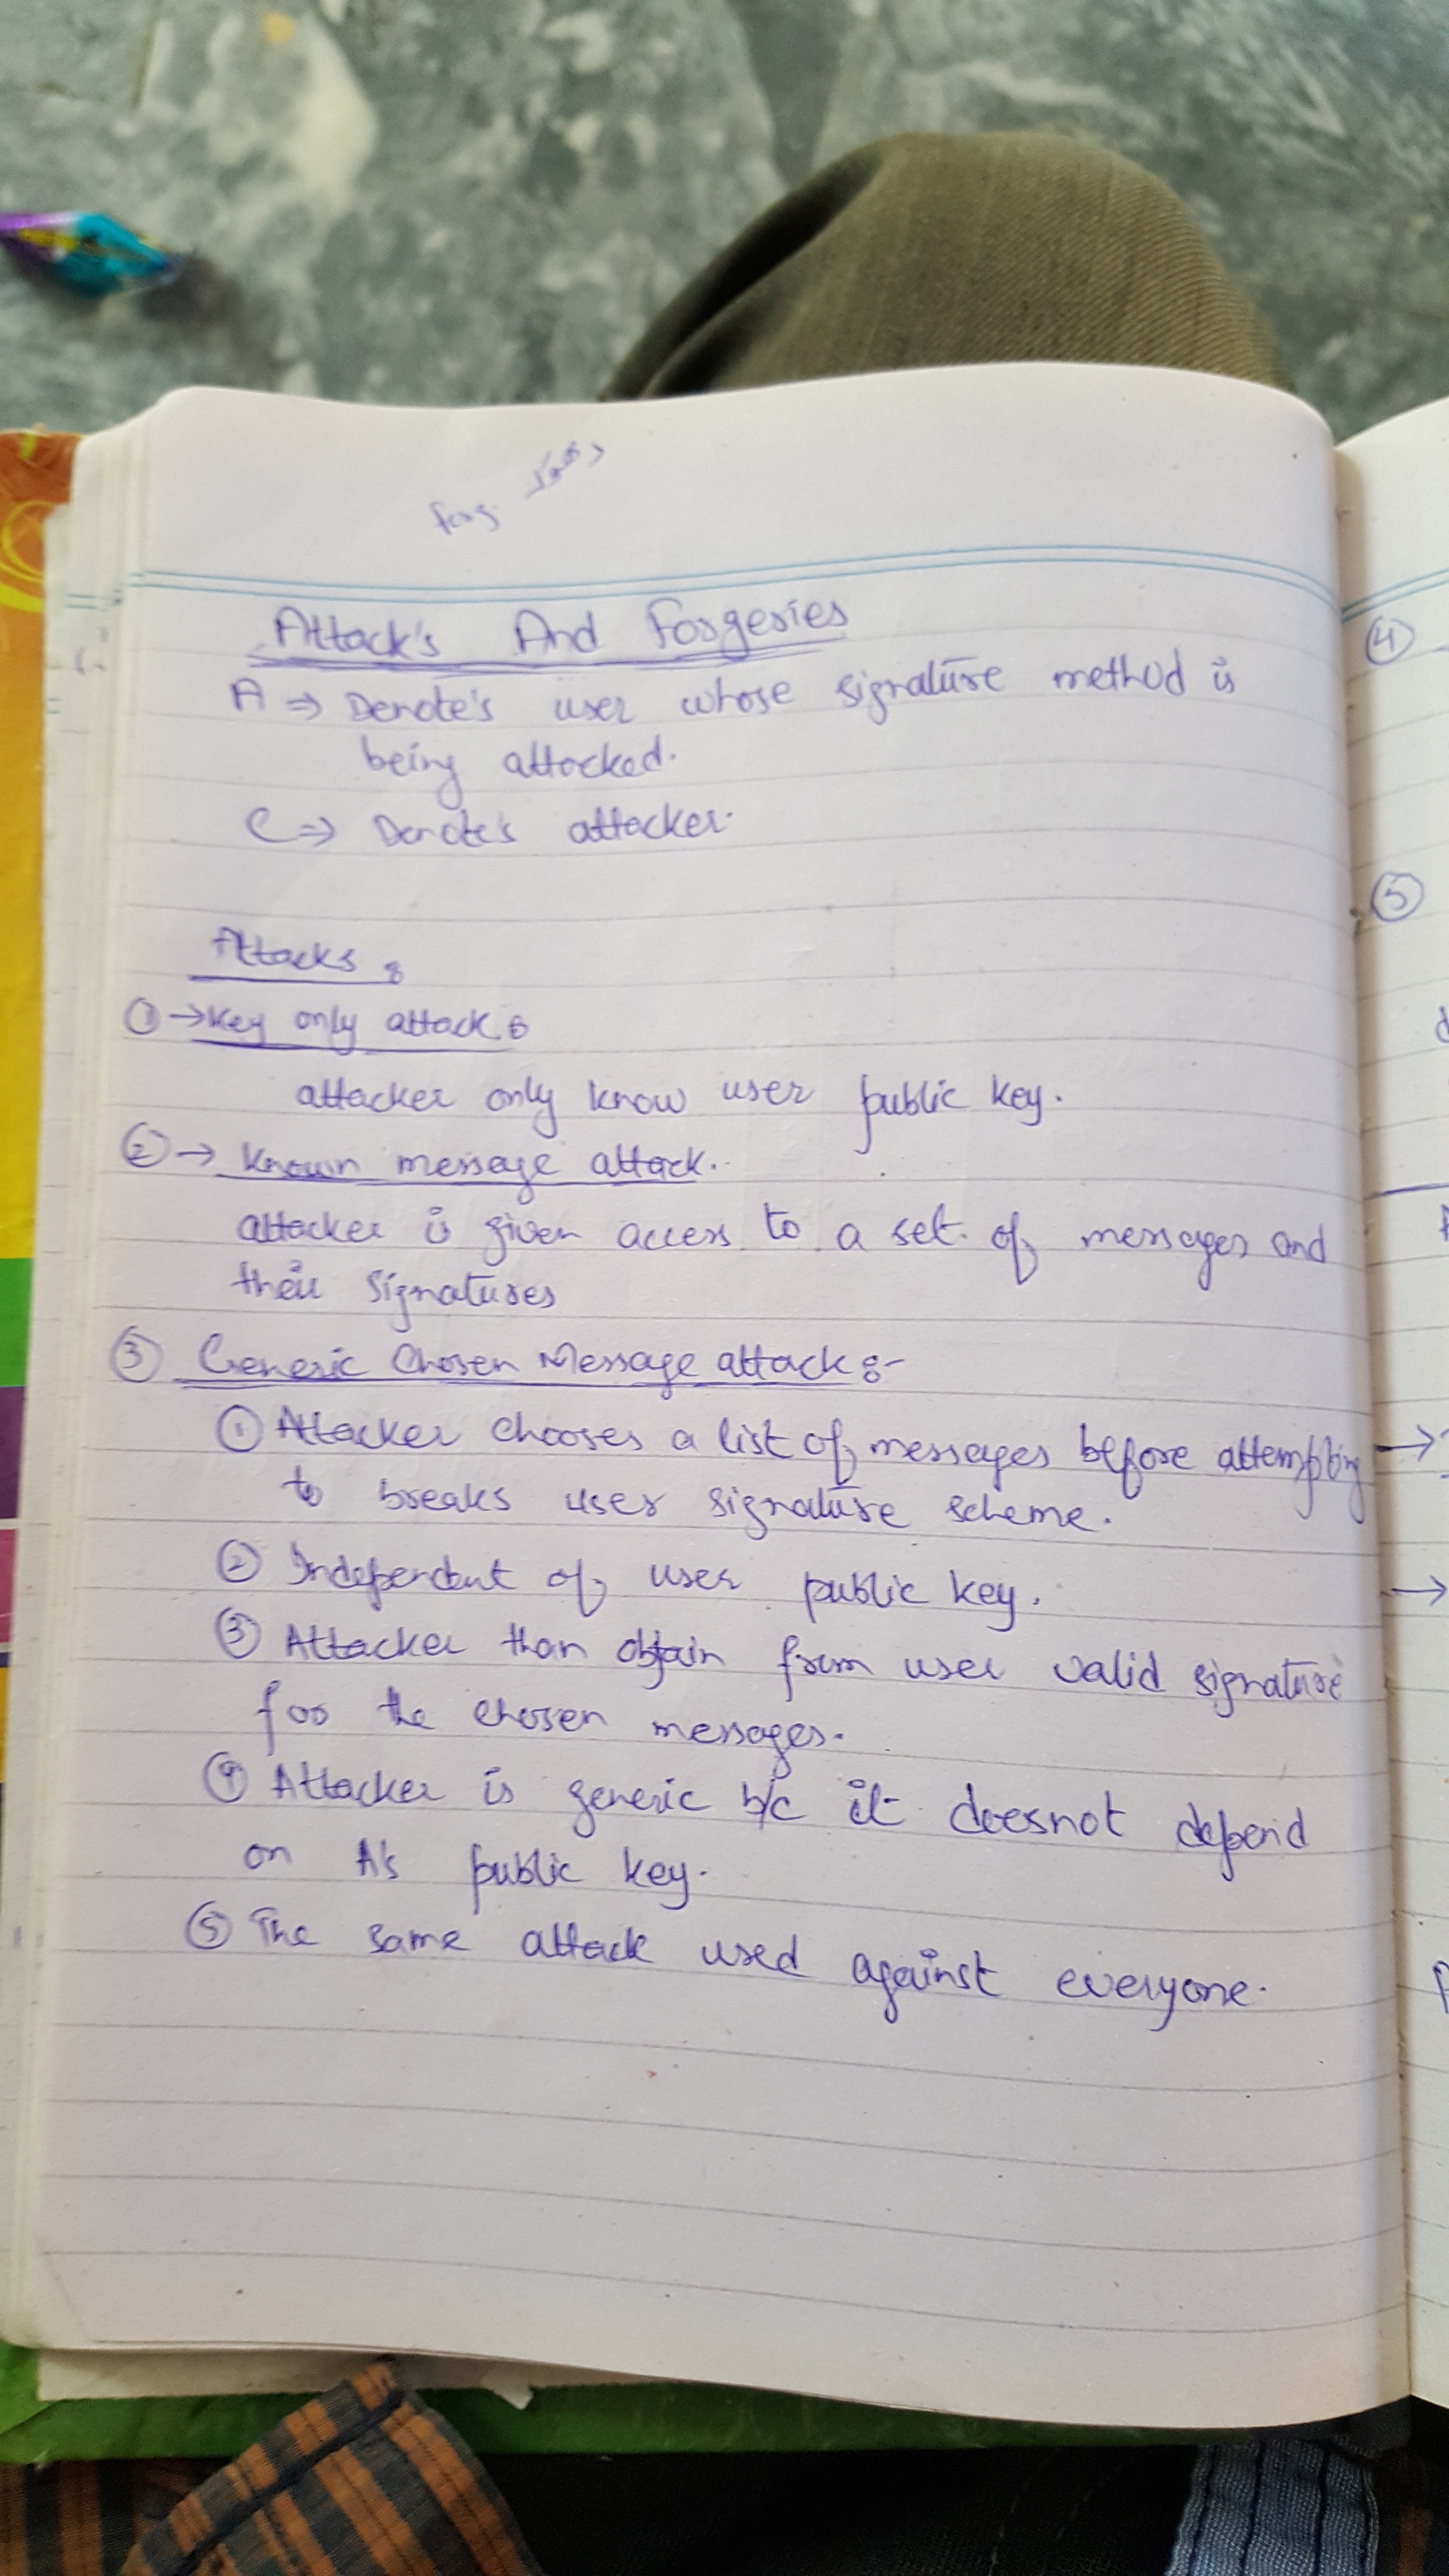 Attack's And Forgeries
A ⇒ Denote's user whose signature method is
being attacked.
C ⇒ Denote's attacker.
Attacks :
① → Key only attack :
attacker only know user public key.
② → Known message attack.
attacker is given access to a set of messages and
their signatures
③ Generic Chosen Message attack :-
① Attacker chooses a list of messages before attempting
to breaks user signature scheme.
② Independent of user public key.
③ Attacker than obtain from user valid signature
for the chosen messages.
④ Attacker is generic b/c it doesnot depend
on A's public key.
⑤ The same attack used against everyone.
④
⑤